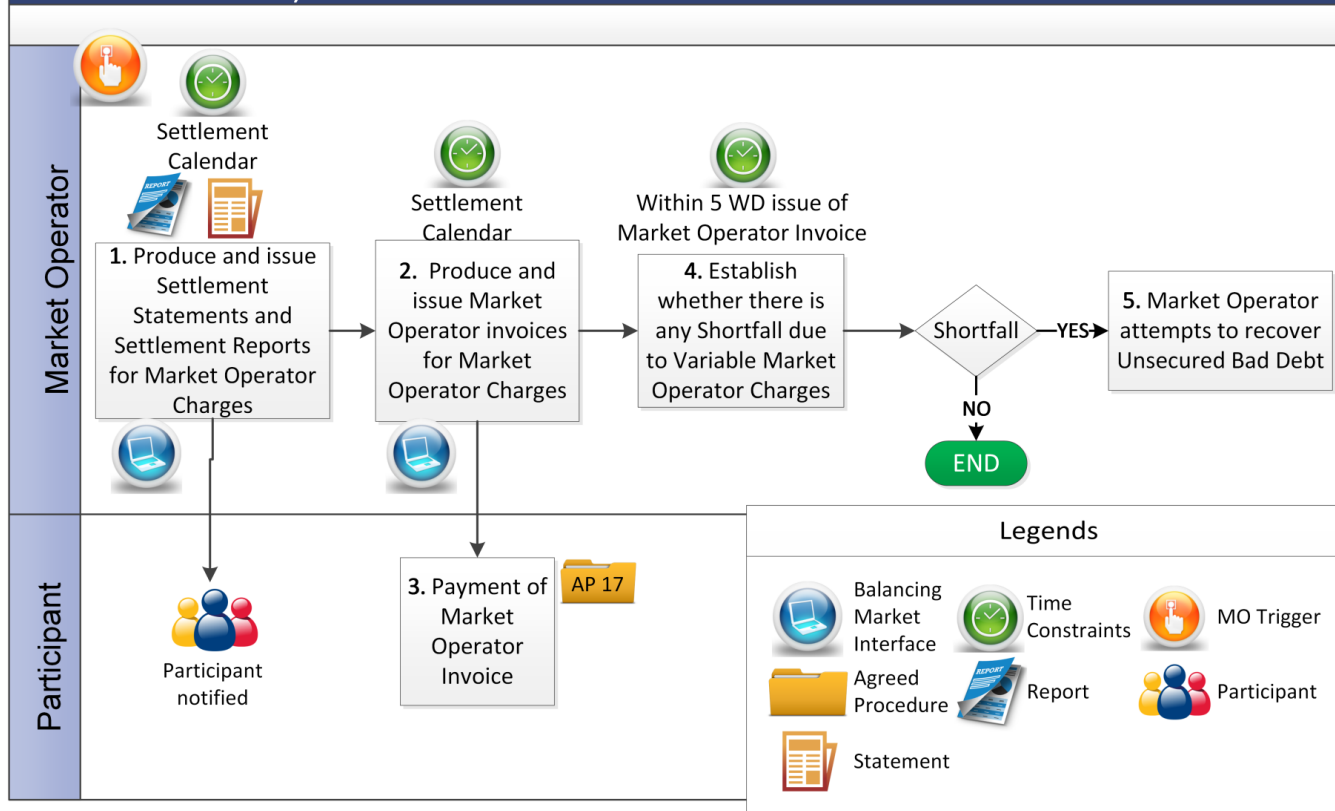 Market Operator
Settlement
Calendar
REPORT
1. Produce and issue
Settlement
Statements and
Settlement Reports
for Market Operator
Charges
Settlement
Calendar
2. Produce and
issue Market
Operator invoices
for Market
Operator Charges
Within 5 WD issue of
Market Operator Invoice
4. Establish
whether there is
any Shortfall due
to Variable Market
Operator Charges
Shortfall
YES
NO
END
5. Market Operator
attempts to recover
Unsecured Bad Debt
Participant
Participant
notified
3. Payment of
Market
Operator
Invoice
AP 17
Legends
Balancing
Market
Interface
Time
Constraints
MO Trigger
Agreed
Procedure
REPORT
Report
Participant
Statement